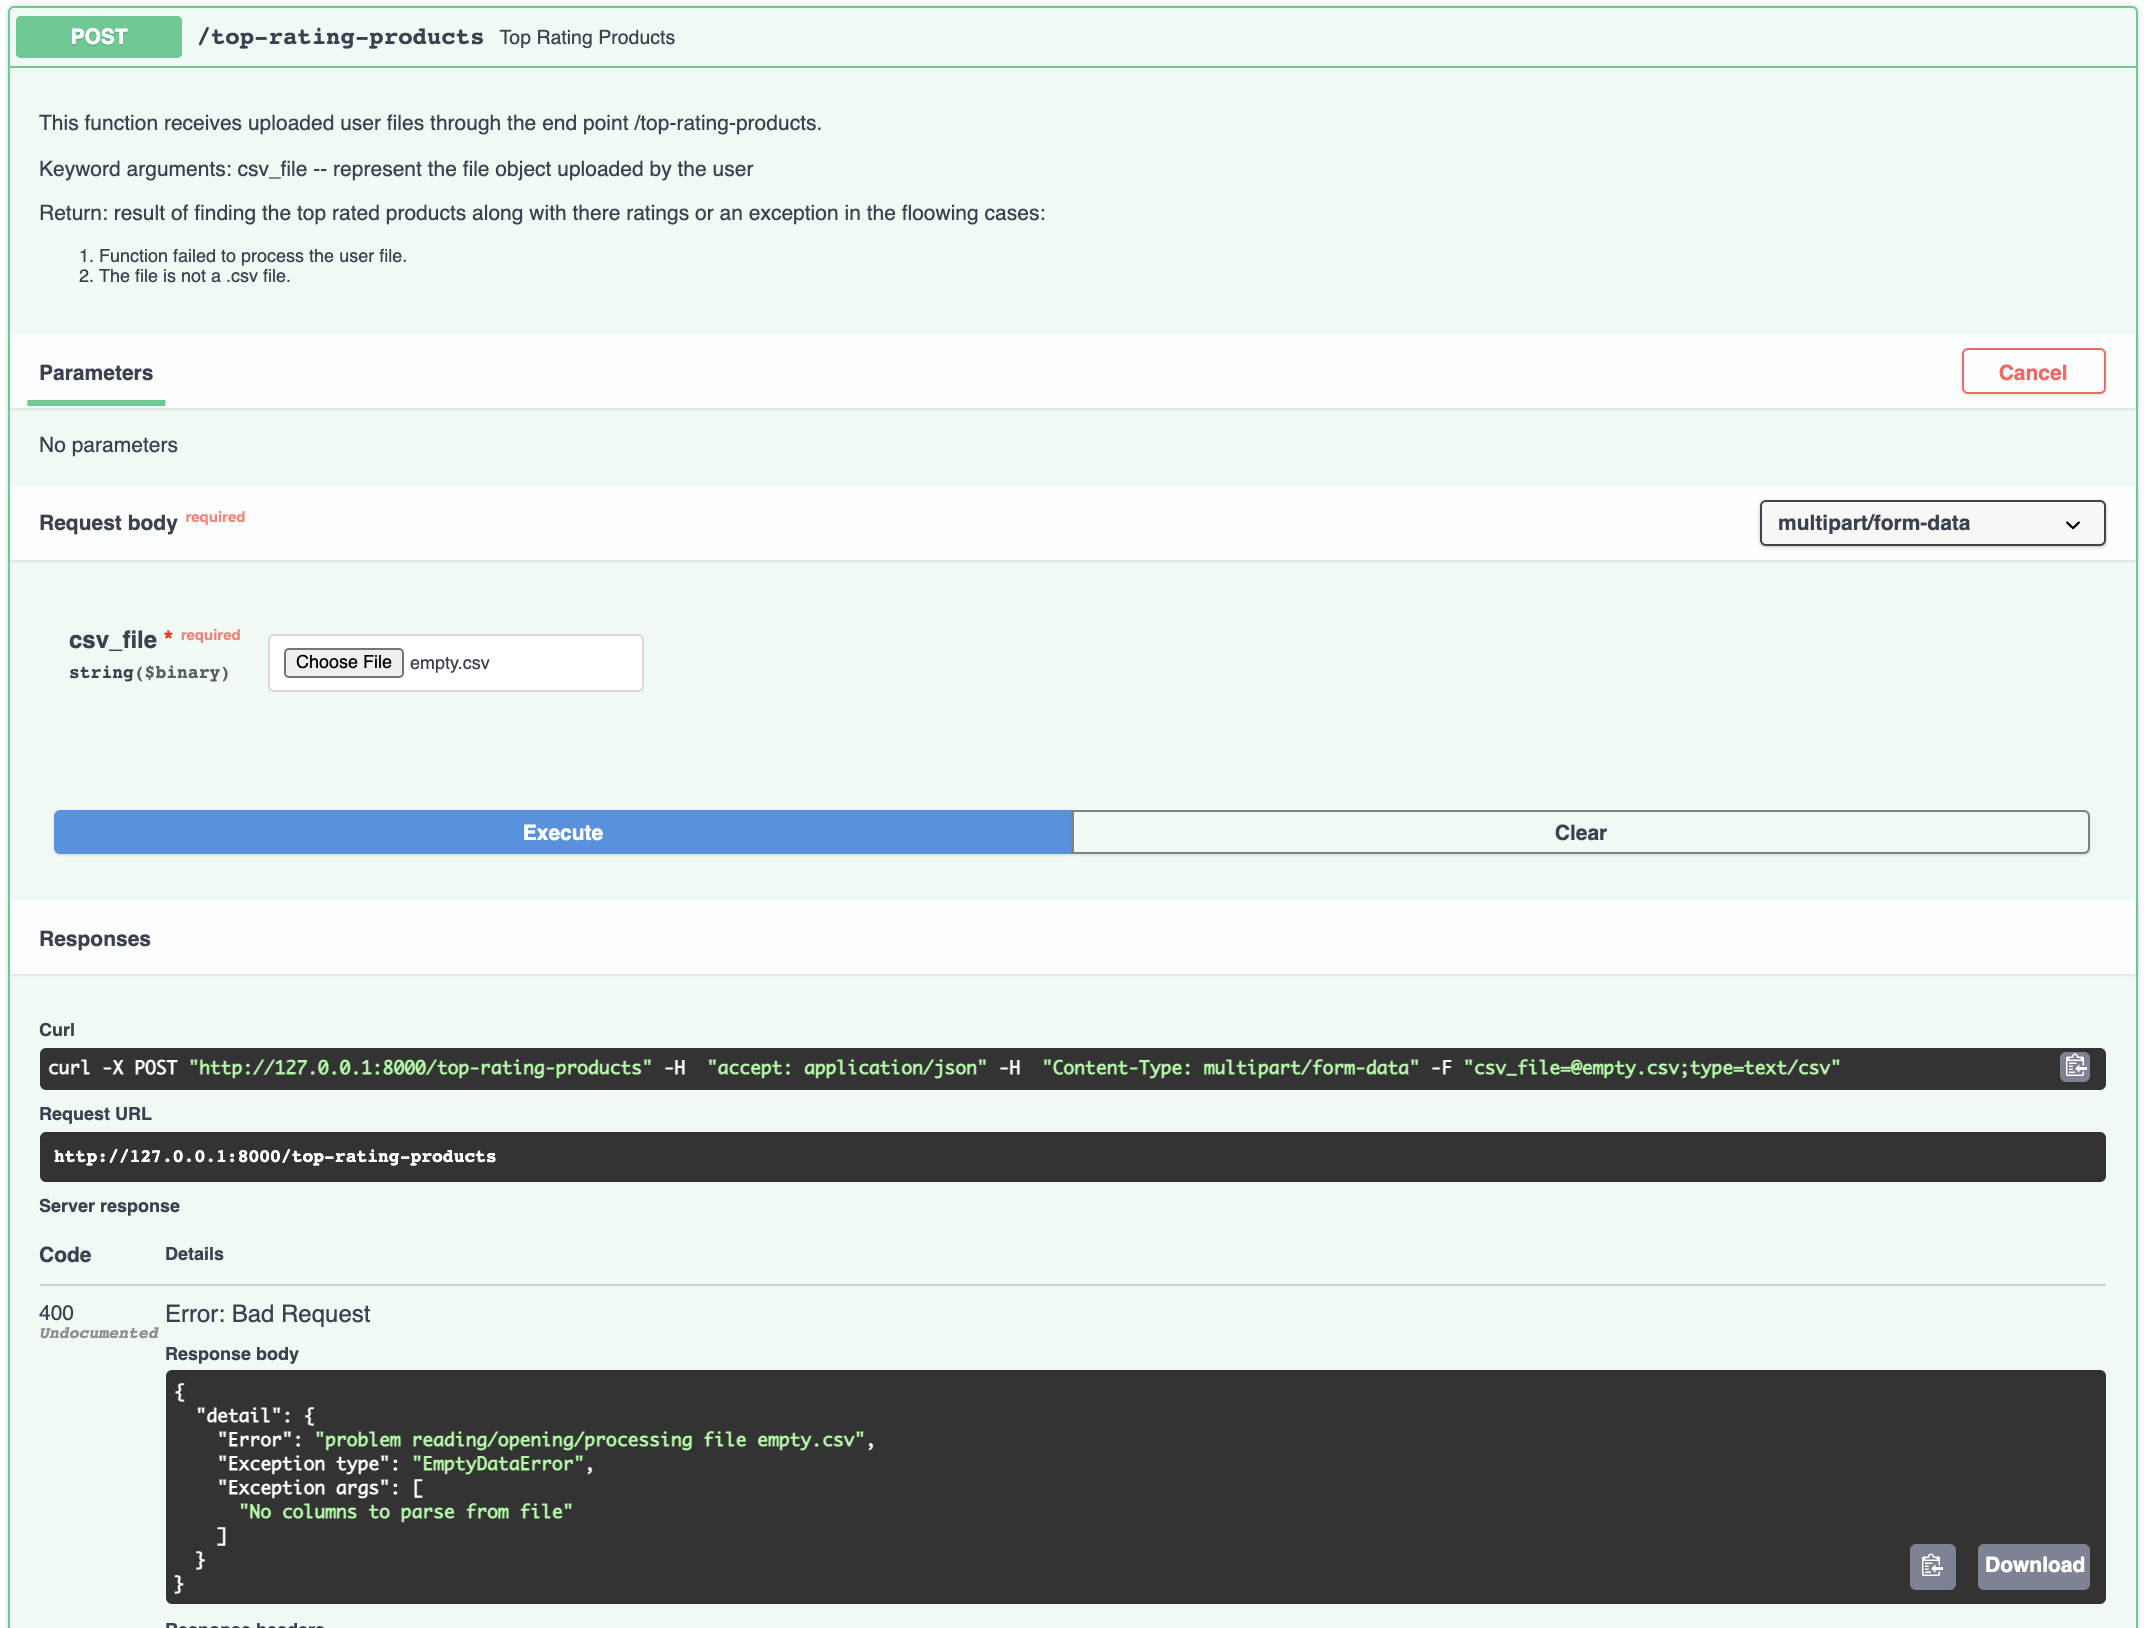 POST /top-rating-products Top Rating Products
This function receives uploaded user files through the end point /top-rating-products.
Keyword arguments: csv_file -- represent the file object uploaded by the user
Return: result of finding the top rated products along with there ratings or an exception in the floowing cases:
1. Function failed to process the user file.
2. The file is not a .csv file.
Parameters
Cancel
No parameters
Request body required
multipart/form-data
csv_file * required
string($binary)
Choose File empty.csv
Execute
Clear
Responses
Curl
curl -X POST "http://127.0.0.1:8000/top-rating-products" -H  "accept: application/json" -H  "Content-Type: multipart/form-data" -F "csv_file=@empty.csv;type=text/csv"
Request URL
http://127.0.0.1:8000/top-rating-products
Server response
Code Details
400 Error: Bad Request
Undocumented
Response body
{
  "detail": {
    "Error": "problem reading/opening/processing file empty.csv",
    "Exception type": "EmptyDataError",
    "Exception args": [
      "No columns to parse from file"
    ]
  }
}
Download
Response headers